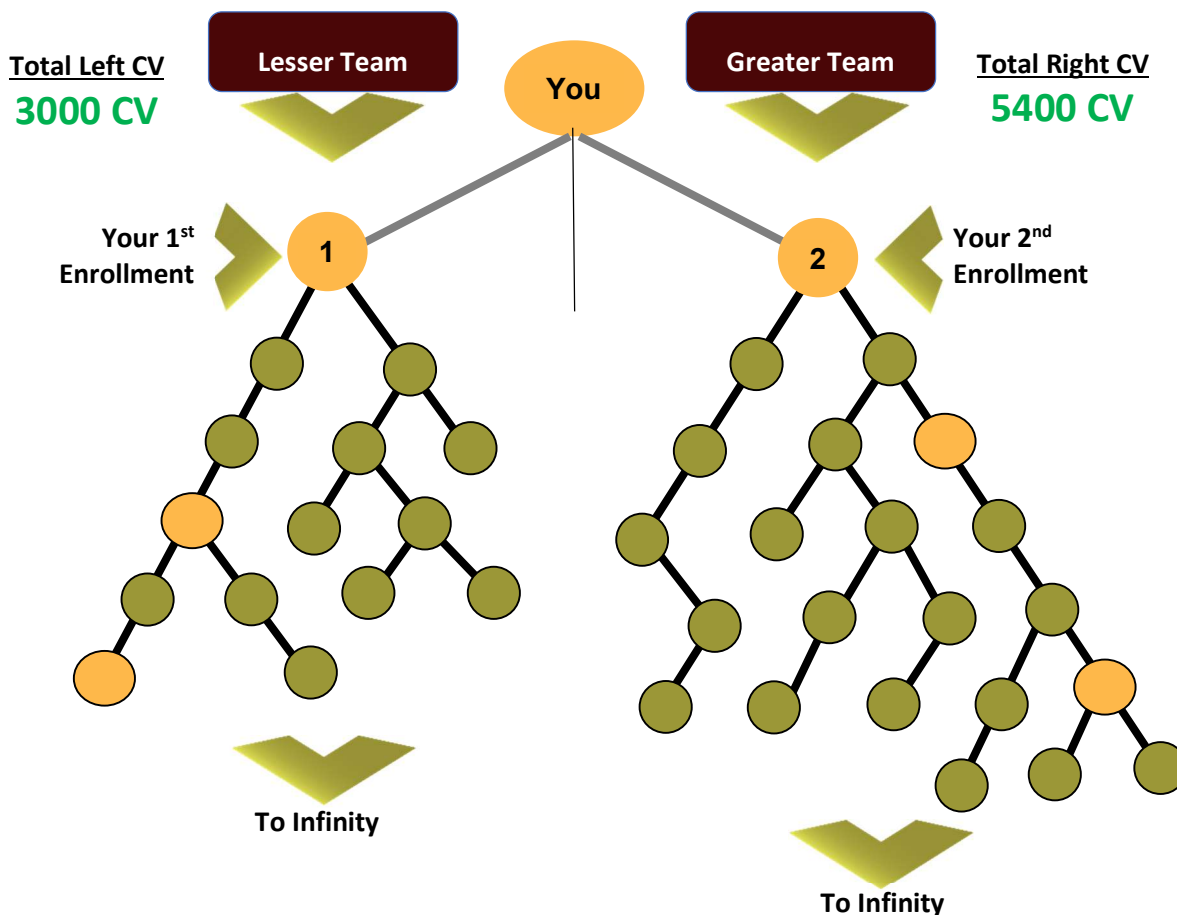 Total Left CV
3000 CV
Lesser Team
You
Greater Team
Total Right CV
5400 CV
Your 1st
Enrollment
1
2
Your 2nd
Enrollment
To Infinity
To Infinity